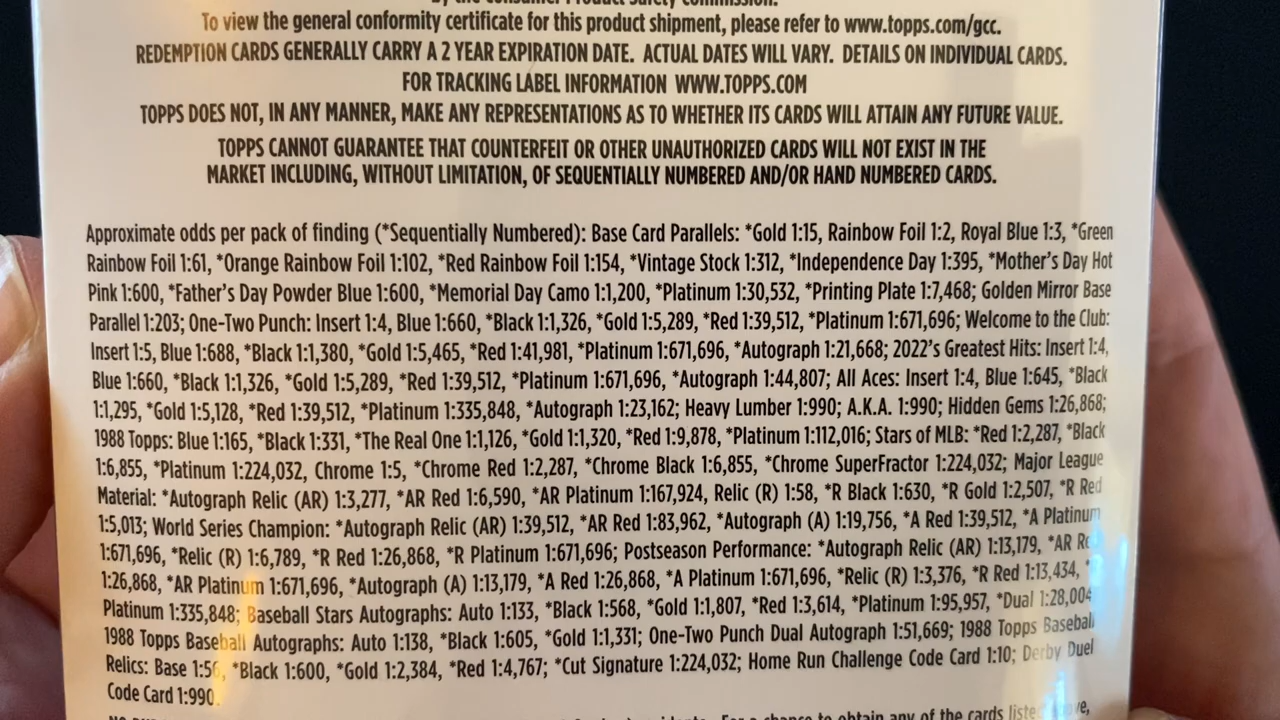 by the Consumer Product Safety Commission.
To view the general conformity certificate for this product shipment, please refer to www.topps.com/gcc.
REDEMPTION CARDS GENERALLY CARRY A 2 YEAR EXPIRATION DATE. ACTUAL DATES WILL VARY. DETAILS ON INDIVIDUAL CARDS.
FOR TRACKING LABEL INFORMATION WWW.TOPPS.COM
TOPPS DOES NOT, IN ANY MANNER, MAKE ANY REPRESENTATIONS AS TO WHETHER ITS CARDS WILL ATTAIN ANY FUTURE VALUE.
TOPPS CANNOT GUARANTEE THAT COUNTERFEIT OR OTHER UNAUTHORIZED CARDS WILL NOT EXIST IN THE
MARKET INCLUDING, WITHOUT LIMITATION, OF SEQUENTIALLY NUMBERED AND/OR HAND NUMBERED CARDS.
Approximate odds per pack of finding (*Sequentially Numbered): Base Card Parallels: *Gold 1:15, Rainbow Foil 1:2, Royal Blue 1:3, *Green
Rainbow Foil 1:61, *Orange Rainbow Foil 1:102, *Red Rainbow Foil 1:154, *Vintage Stock 1:312, *Independence Day 1:395, *Mother's Day Hot
Pink 1:600, *Father's Day Powder Blue 1:600, *Memorial Day Camo 1:1,200, *Platinum 1:30,532, *Printing Plate 1:7,468; Golden Mirror Base
Parallel 1:203; One-Two Punch: Insert 1:4, Blue 1:660, *Black 1:1,326, *Gold 1:5,289, *Red 1:39,512, *Platinum 1:671,696; Welcome to the Club:
Insert 1:5, Blue 1:688, *Black 1:1,380, *Gold 1:5,465, *Red 1:41,981, *Platinum 1:671,696, *Autograph 1:21,668; 2022's Greatest Hits: Insert 1:4,
Blue 1:660, *Black 1:1,326, *Gold 1:5,289, *Red 1:39,512, *Platinum 1:671,696, *Autograph 1:44,807; All Aces: Insert 1:4, Blue 1:645, *Black
1:1,295, *Gold 1:5,128, *Red 1:39,512, *Platinum 1:335,848, *Autograph 1:23,162; Heavy Lumber 1:990; A.K.A. 1:990; Hidden Gems 1:26,868;
1988 Topps: Blue 1:165, *Black 1:331, *The Real One 1:1,126, *Gold 1:1,320, *Red 1:9,878, *Platinum 1:112,016; Stars of MLB: *Red 1:2,287, *Black
1:6,855, *Platinum 1:224,032, Chrome 1:5, *Chrome Red 1:2,287, *Chrome Black 1:6,855, *Chrome SuperFractor 1:224,032; Major League
Material: *Autograph Relic (AR) 1:3,277, *AR Red 1:6,590, *AR Platinum 1:167,924, Relic (R) 1:58, *R Black 1:630, *R Gold 1:2,507, *R Red
1:5,013; World Series Champion: *Autograph Relic (AR) 1:39,512, *AR Red 1:83,962, *Autograph (A) 1:19,756, *A Red 1:39,512, *A Platinum
1:671,696, *Relic (R) 1:6,789, *R Red 1:26,868, *R Platinum 1:671,696; Postseason Performance: *Autograph Relic (AR) 1:13,179, *AR Red
1:26,868, *AR Platinum 1:671,696, *Autograph (A) 1:13,179, *A Red 1:26,868, *A Platinum 1:671,696, *Relic (R) 1:3,376, *R Red 1:13,434,
Platinum 1:335,848; Baseball Stars Autographs: Auto 1:133, *Black 1:568, *Gold 1:1,807, *Red 1:3,614, *Platinum 1:95,957, *Dual 1:28,004
1988 Topps Baseball Autographs: Auto 1:138, *Black 1:605, *Gold 1:1,331; One-Two Punch Dual Autograph 1:51,669; 1988 Topps Baseball
Relics: Base 1:56, *Black 1:600, *Gold 1:2,384, *Red 1:4,767; *Cut Signature 1:224,032; Home Run Challenge Code Card 1:10; Derby Duel
Code Card 1:990.
For a chance to obtain any of the cards listed above,